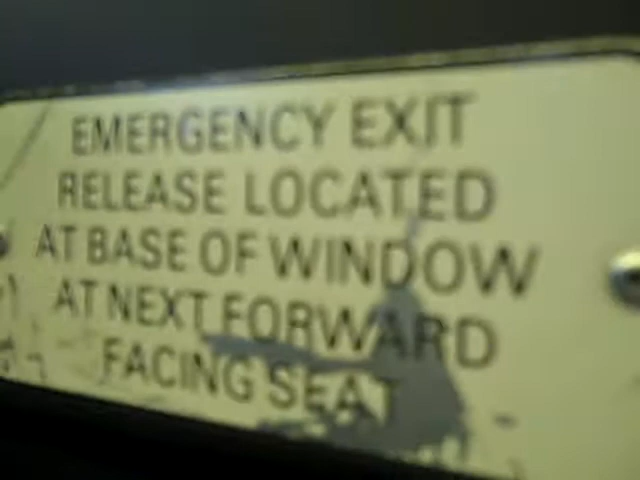 EMERGENCY EXIT
RELEASE LOCATED
AT BASE OF WINDOW
AT NEXT FORWARD
FACING SEAT